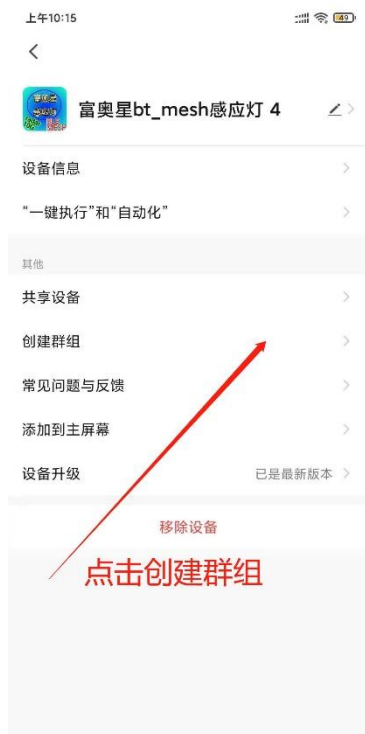 上午10:15
49
富奥星bt_mesh感应灯 4
设备信息
“一键执行”和“自动化”
其他
共享设备
创建群组
常见问题与反馈
添加到主屏幕
设备升级 已是最新版本
移除设备
点击创建群组